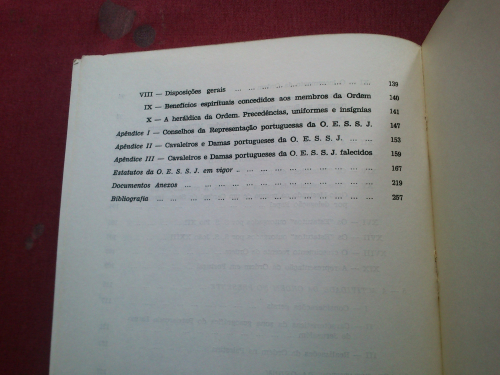 VIII — Disposições gerais ... ... ... ... ... ... ... ... ... ... 139
IX — Benefícios espirituais concedidos aos membros da Ordem 140
X — A heráldica da Ordem. Precedências, uniformes e insígnias 141
Apêndice I — Conselhos da Representação portuguesas da O. E. S. S. J. 147
Apêndice II — Cavaleiros e Damas portugueses da O. E. S. S. J. ... ... 153
Apêndice III — Cavaleiros e Damas portugueses da O. E. S. S. J. falecidos 159
Estatutos da O. E. S. S. J. em vigor ... ... ... ... ... ... ... ... ... 167
Documentos Anexos ... ... ... ... ... ... ... ... ... ... ... ... 219
Bibliografia ... ... ... ... ... ... ... ... ... ... ... ... ... 257